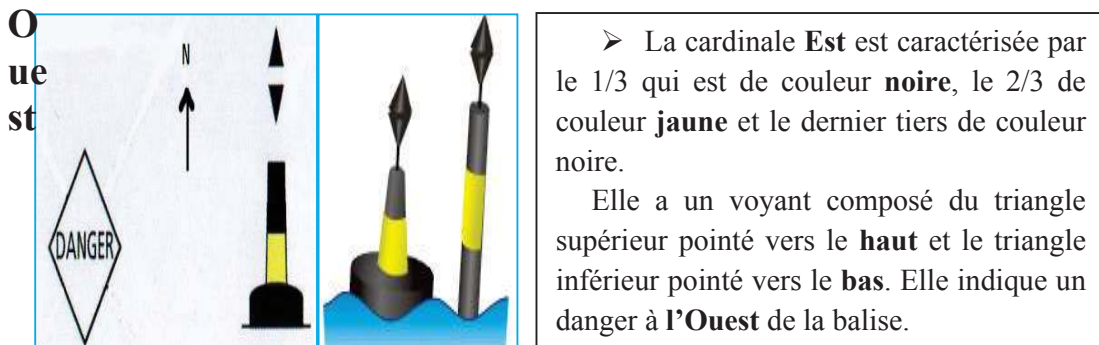 O
ue
st
N
DANGER
➢ La cardinale Est est caractérisée par
le 1/3 qui est de couleur noire, le 2/3 de
couleur jaune et le dernier tiers de couleur
noire.
Elle a un voyant composé du triangle
supérieur pointé vers le haut et le triangle
inférieur pointé vers le bas. Elle indique un
danger à l'Ouest de la balise.